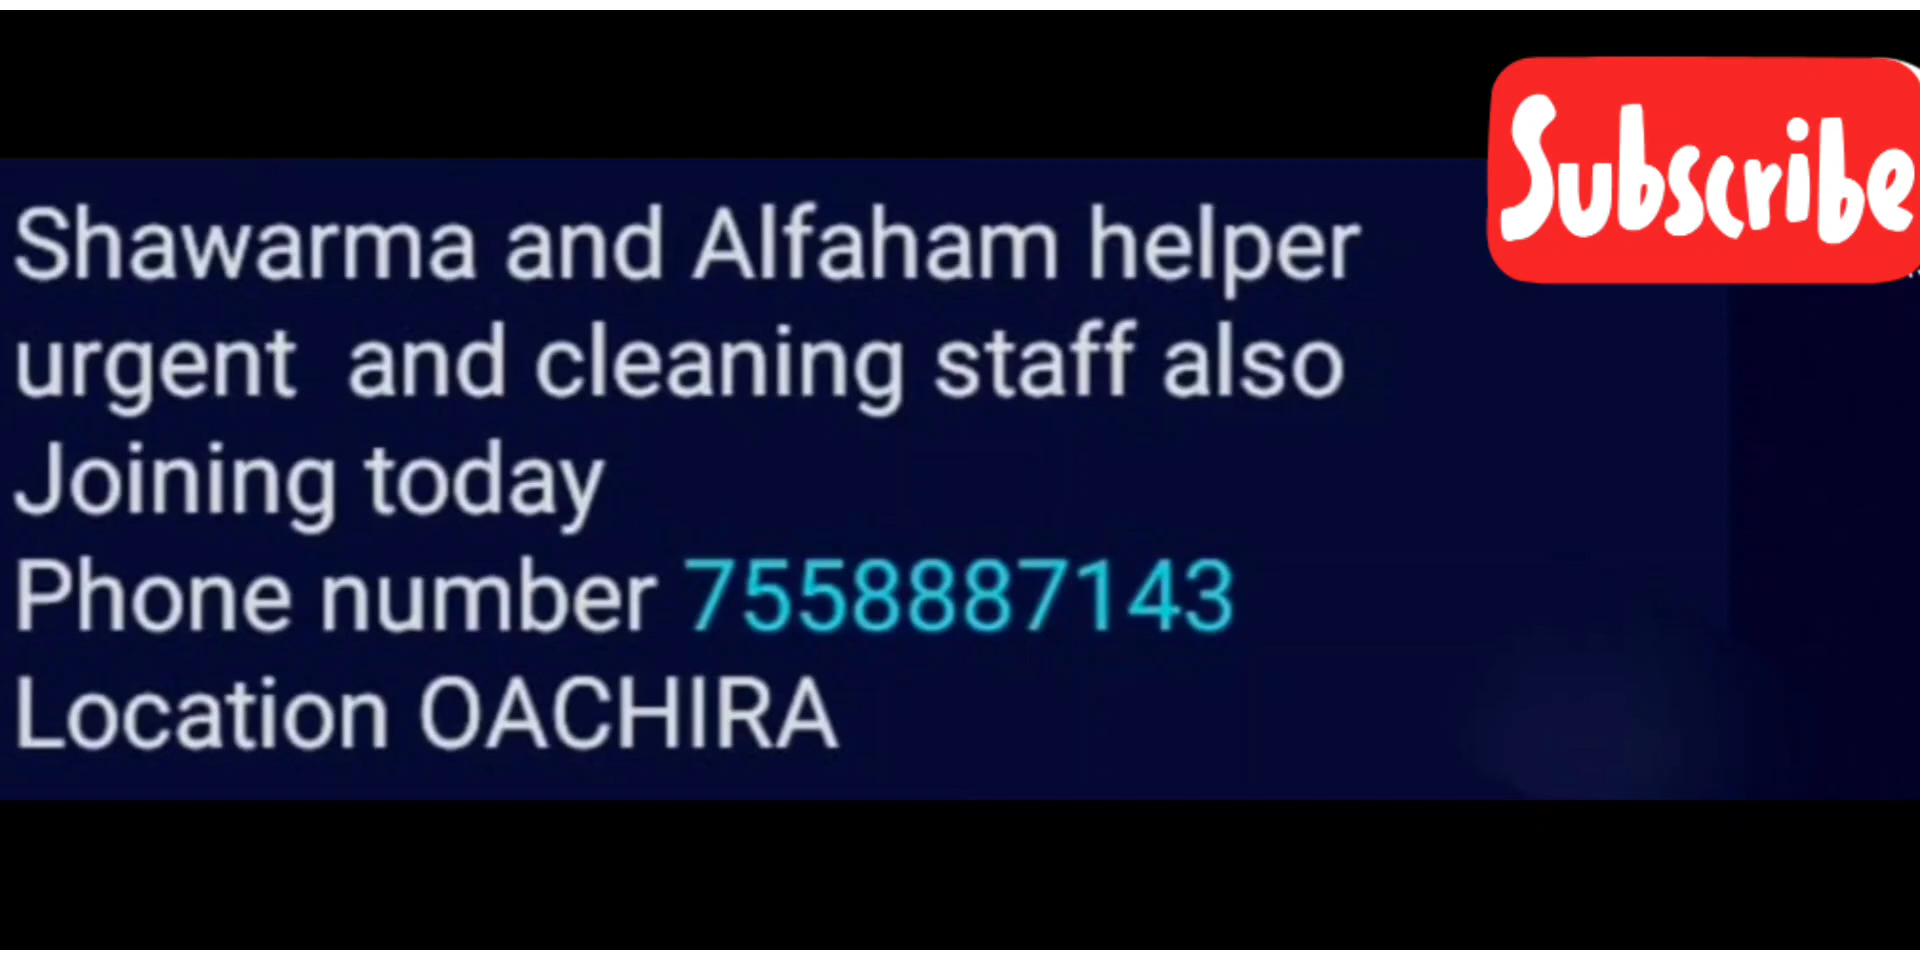 Subscribe
Shawarma and Alfaham helper
urgent  and cleaning staff also
Joining today
Phone number 7558887143
Location OACHIRA